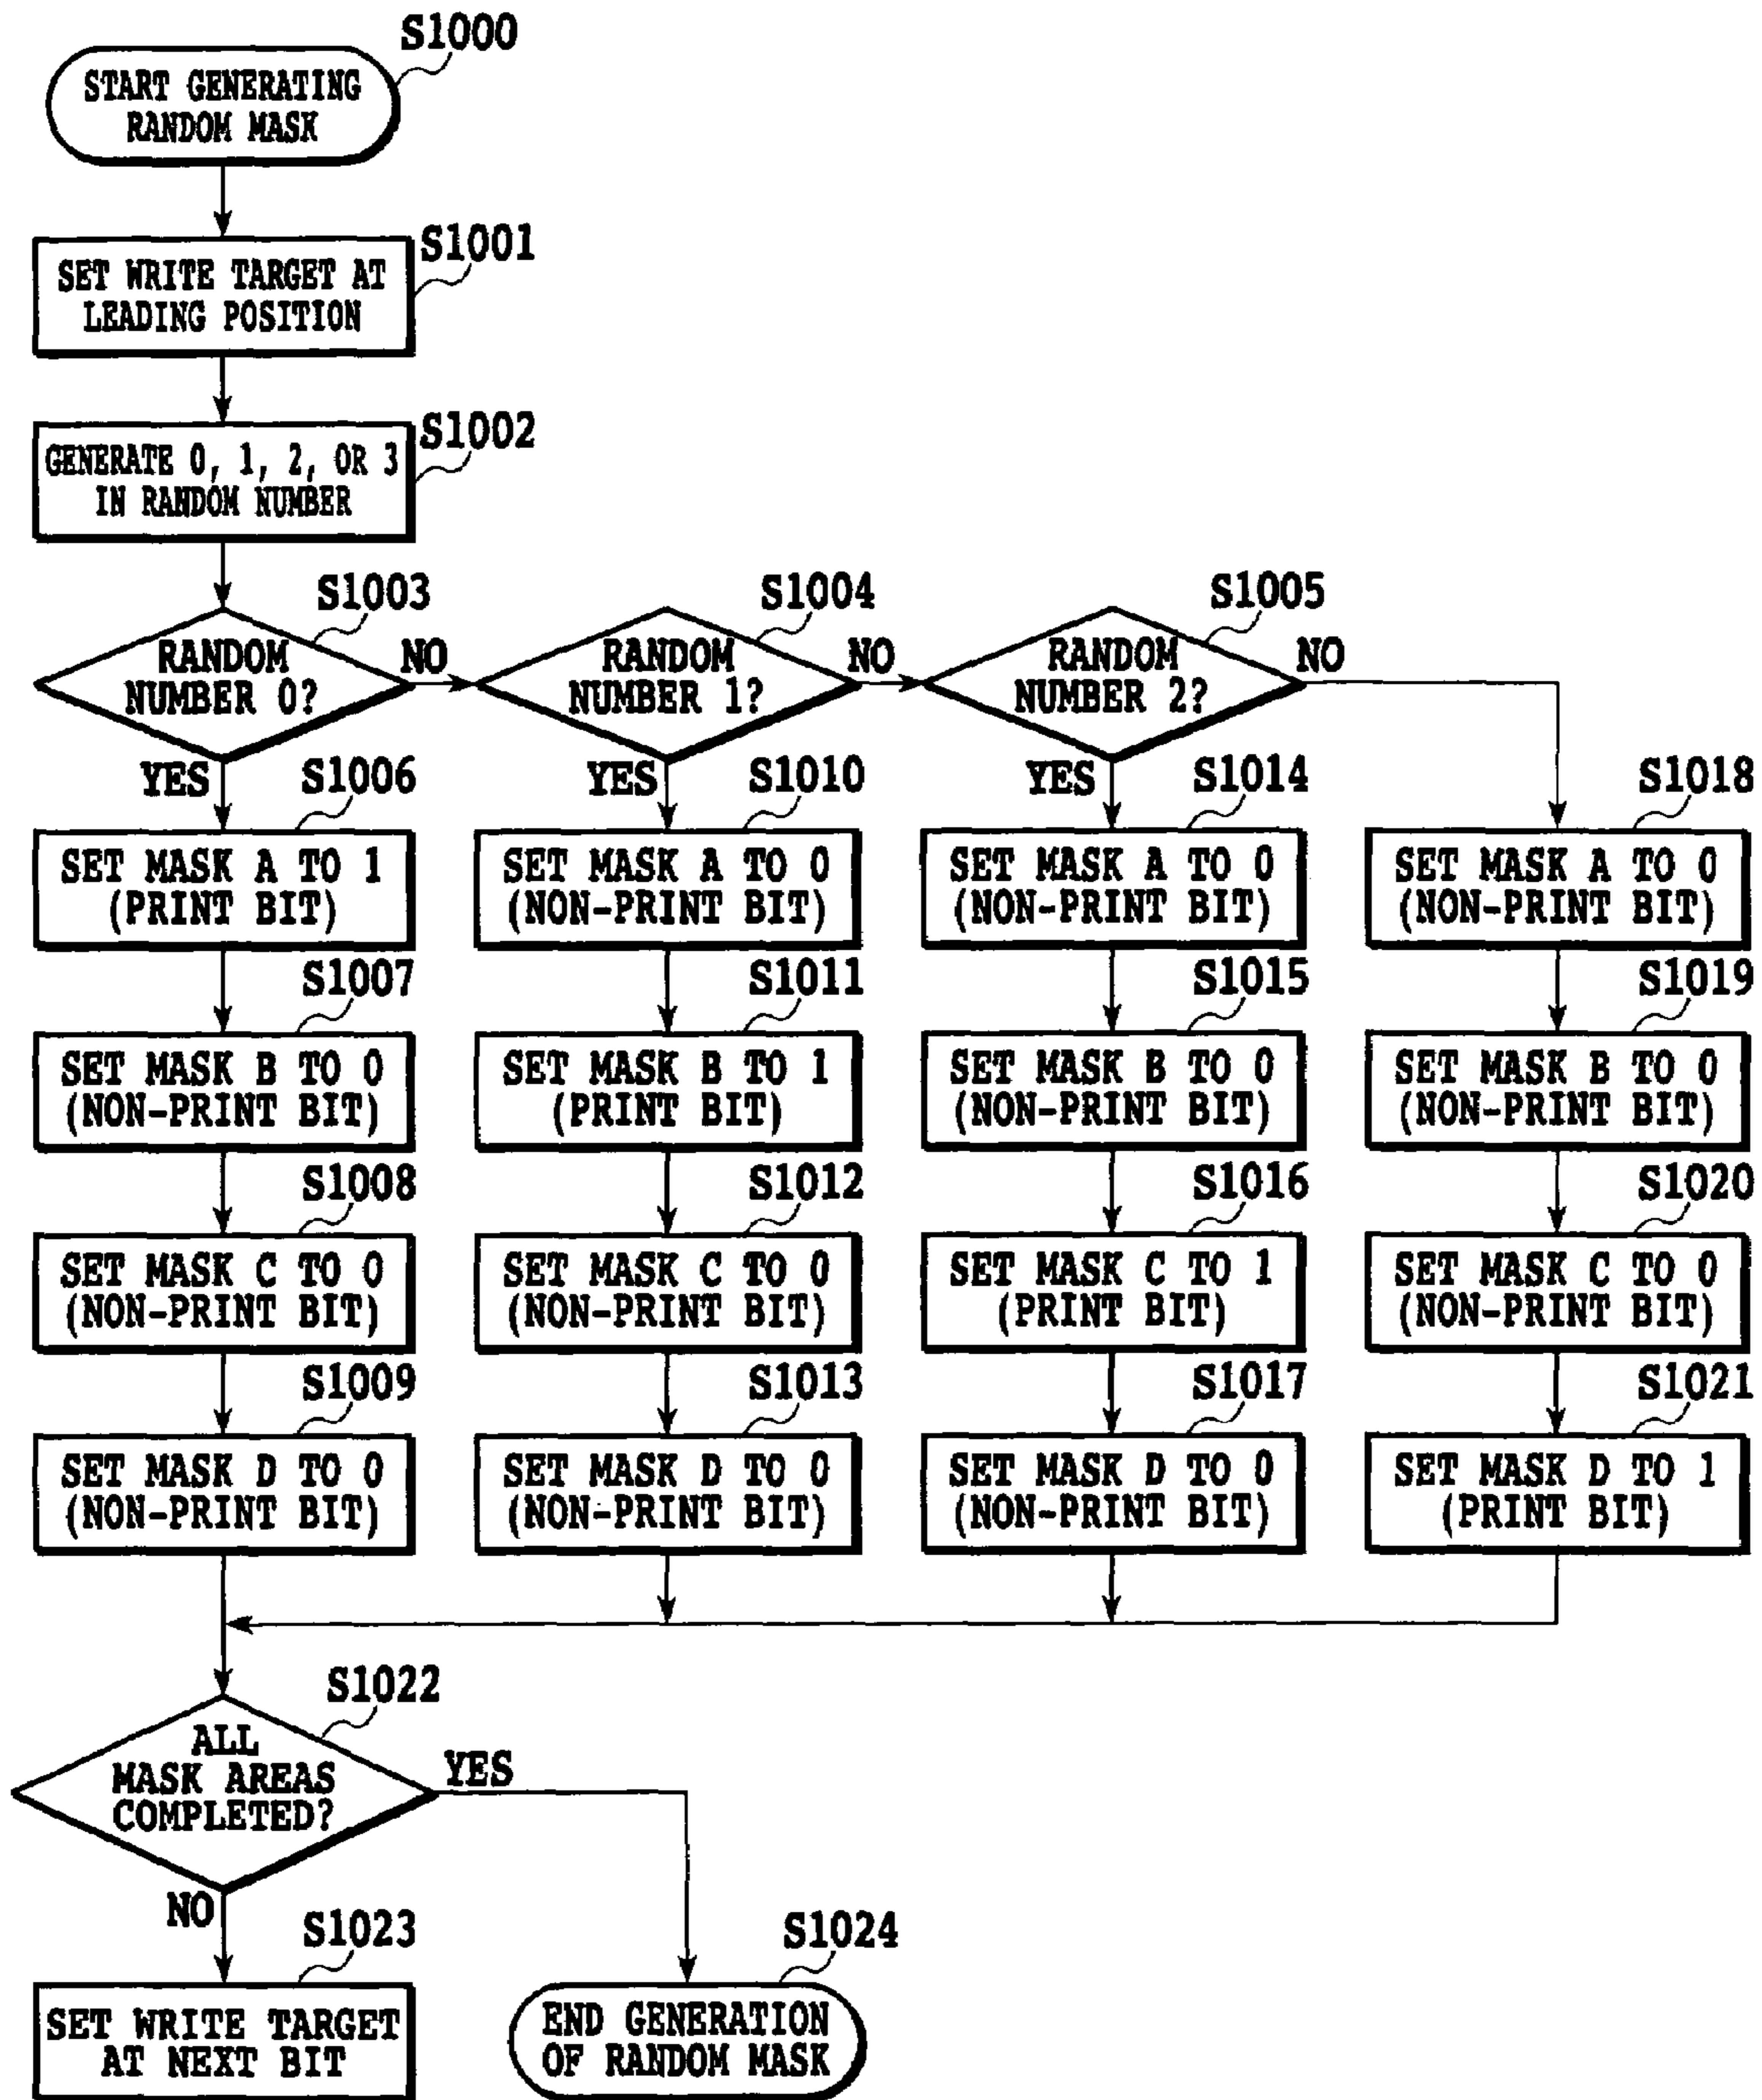 S1000
START GENERATING
RANDOM MASK
S1001
SET WRITE TARGET AT
LEADING POSITION
S1002
GENERATE 0, 1, 2, OR 3
IN RANDOM NUMBER
S1003
RANDOM
NUMBER 0?
NO
YES
S1004
RANDOM
NUMBER 1?
NO
YES
S1005
RANDOM
NUMBER 2?
NO
YES
S1006
SET MASK A TO 1
(PRINT BIT)
S1007
SET MASK B TO 0
(NON-PRINT BIT)
S1008
SET MASK C TO 0
(NON-PRINT BIT)
S1009
SET MASK D TO 0
(NON-PRINT BIT)
S1010
SET MASK A TO 0
(NON-PRINT BIT)
S1011
SET MASK B TO 1
(PRINT BIT)
S1012
SET MASK C TO 0
(NON-PRINT BIT)
S1013
SET MASK D TO 0
(NON-PRINT BIT)
S1014
SET MASK A TO 0
(NON-PRINT BIT)
S1015
SET MASK B TO 0
(NON-PRINT BIT)
S1016
SET MASK C TO 1
(PRINT BIT)
S1017
SET MASK D TO 0
(NON-PRINT BIT)
S1018
SET MASK A TO 0
(NON-PRINT BIT)
S1019
SET MASK B TO 0
(NON-PRINT BIT)
S1020
SET MASK C TO 0
(NON-PRINT BIT)
S1021
SET MASK D TO 1
(PRINT BIT)
S1022
ALL
MASK AREAS
COMPLETED?
YES
NO
S1023
SET WRITE TARGET
AT NEXT BIT
S1024
END GENERATION
OF RANDOM MASK